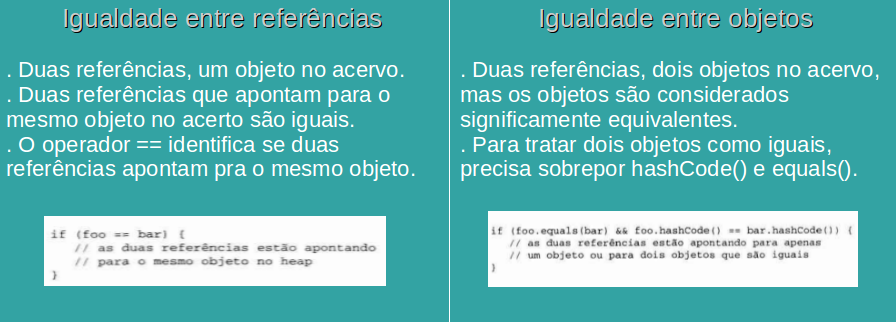 Igualdade entre referências
. Duas referências, um objeto no acervo.
. Duas referências que apontam para o
mesmo objeto no acerto são iguais.
. O operador == identifica se duas
referências apontam pra o mesmo objeto.
if (foo == bar) {
// as duas referências estão apontando
// para o mesmo objeto no heap
}
Igualdade entre objetos
. Duas referências, dois objetos no acervo,
mas os objetos são considerados
significamente equivalentes.
. Para tratar dois objetos como iguais,
precisa sobrepor hashCode() e equals().
if (foo.equals(bar) && foo.hashCode() == bar.hashCode()) {
// as duas referências estão apontando para apenas
// um objeto ou para dois objetos que são iguais
}